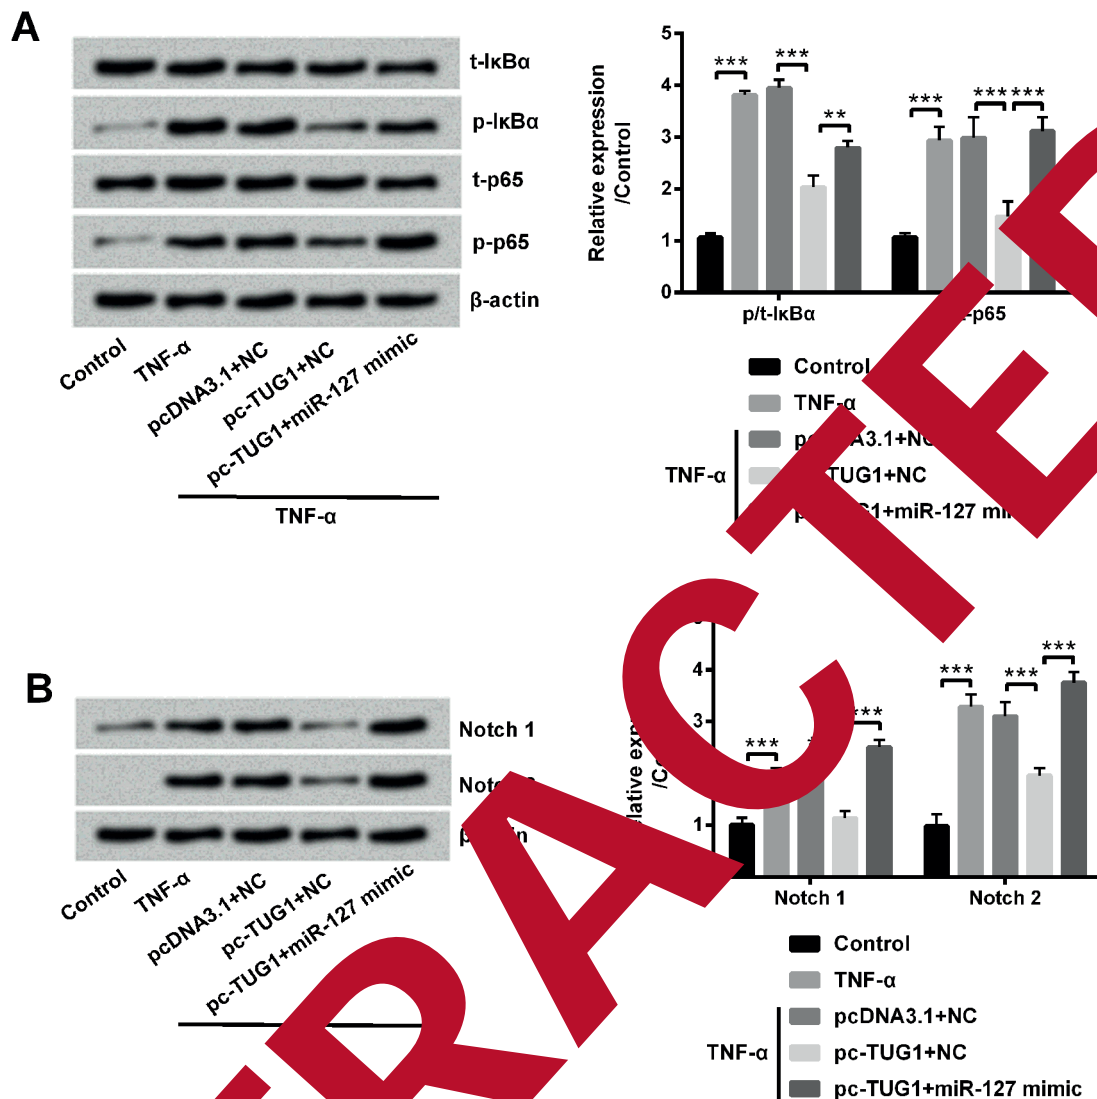 A
t-IκBα
p-IκBα
t-p65
p-p65
β-actin
Control
TNF-α
pcDNA3.1+NC
pc-TUG1+NC
pc-TUG1+miR-127 mimic
TNF-α
Relative expression
/Control
5
4
3
2
1
0
***
***
**
***
***
***
p/t-IκBα
-p65
Control
TNF-α
TNF-α
B
Notch 1
Control
TNF-α
pcDNA3.1+NC
pc-TUG1+NC
pc-TUG1+miR-127 mimic
4
3
1
***
***
***
***
***
Notch 1
Notch 2
Control
TNF-α
TNF-α
pcDNA3.1+NC
pc-TUG1+NC
pc-TUG1+miR-127 mimic
RACTE